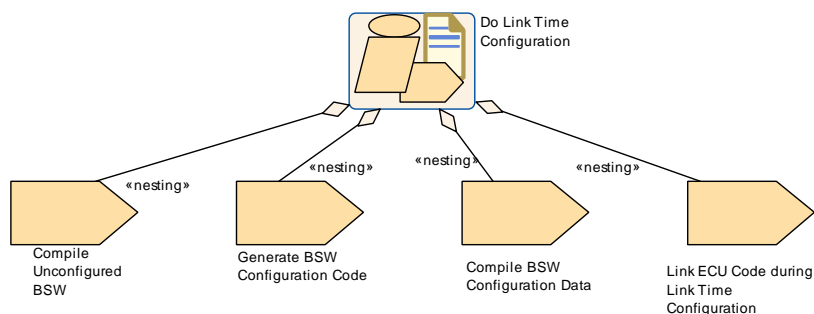 Do Link Time
Configuration
«nesting»
«nesting»
«nesting»
«nesting»
Compile
Unconfigured
BSW
Generate BSW
Configuration Code
Compile BSW
Configuration Data
Link ECU Code during
Link Time
Configuration